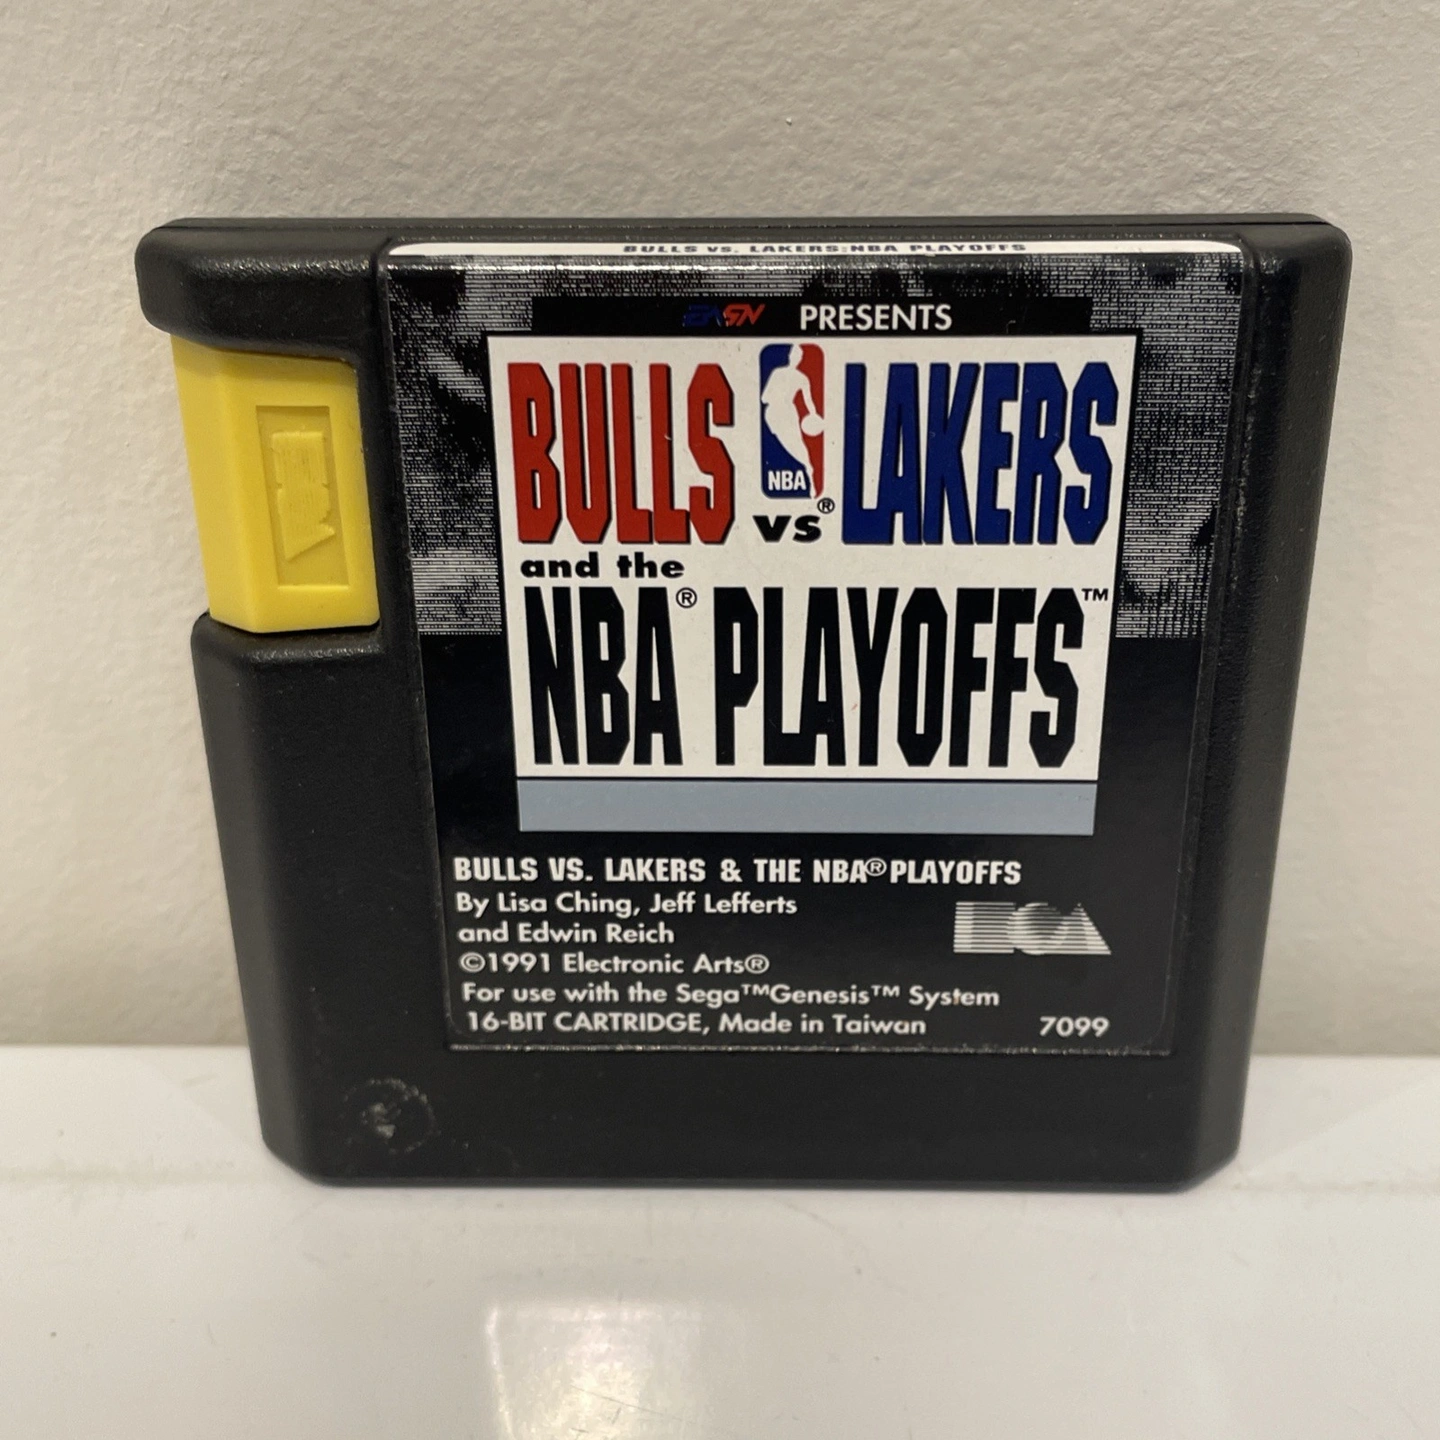 BULLS VS. LAKERS:NBA PLAYOFFS
EASN PRESENTS
BULLS NBA® vs LAKERS
and the
NBA® PLAYOFFS™
BULLS VS. LAKERS & THE NBA® PLAYOFFS
By Lisa Ching, Jeff Lefferts
and Edwin Reich
©1991 Electronic Arts®
For use with the Sega™Genesis™ System
16-BIT CARTRIDGE, Made in Taiwan 7099
EA